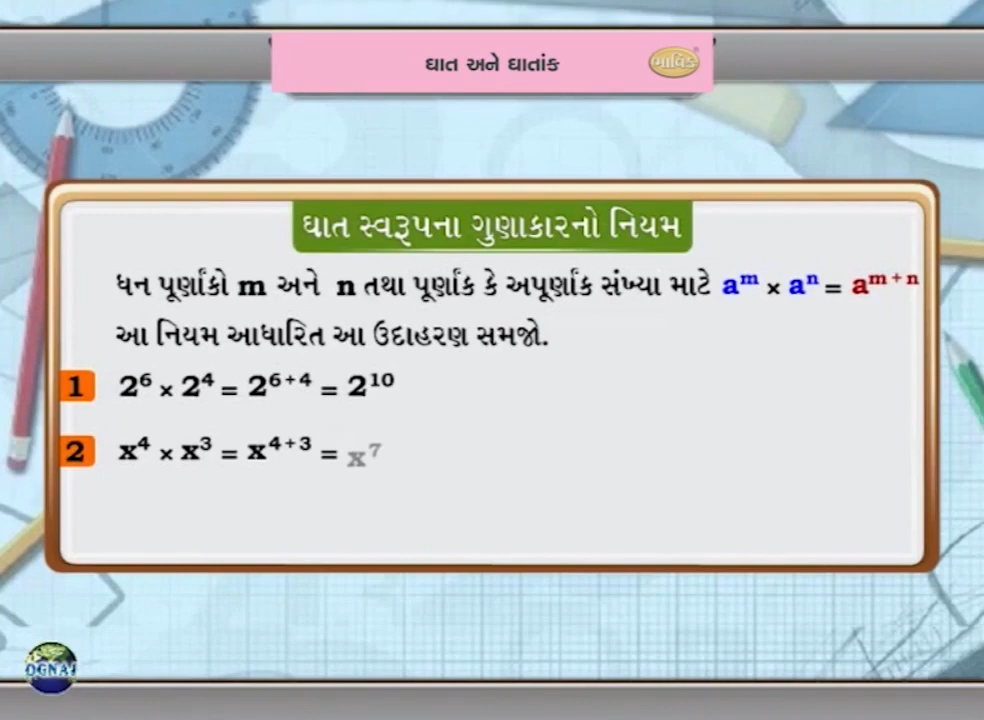 ઘાત અને ઘાતાંક
ભાવિક
ઘાત સ્વરૂપના ગુણાકારનો નિયમ
ધન પૂર્ણાંકો m અને n તથા પૂર્ણાંક કે અપૂર્ણાંક સંખ્યા માટે aᵐ × aⁿ = aᵐ⁺ⁿ
આ નિયમ આધારિત આ ઉદાહરણ સમજો.
1 2⁶ × 2⁴ = 2⁶⁺⁴ = 2¹⁰
2 x⁴ × x³ = x⁴⁺³ = x⁷